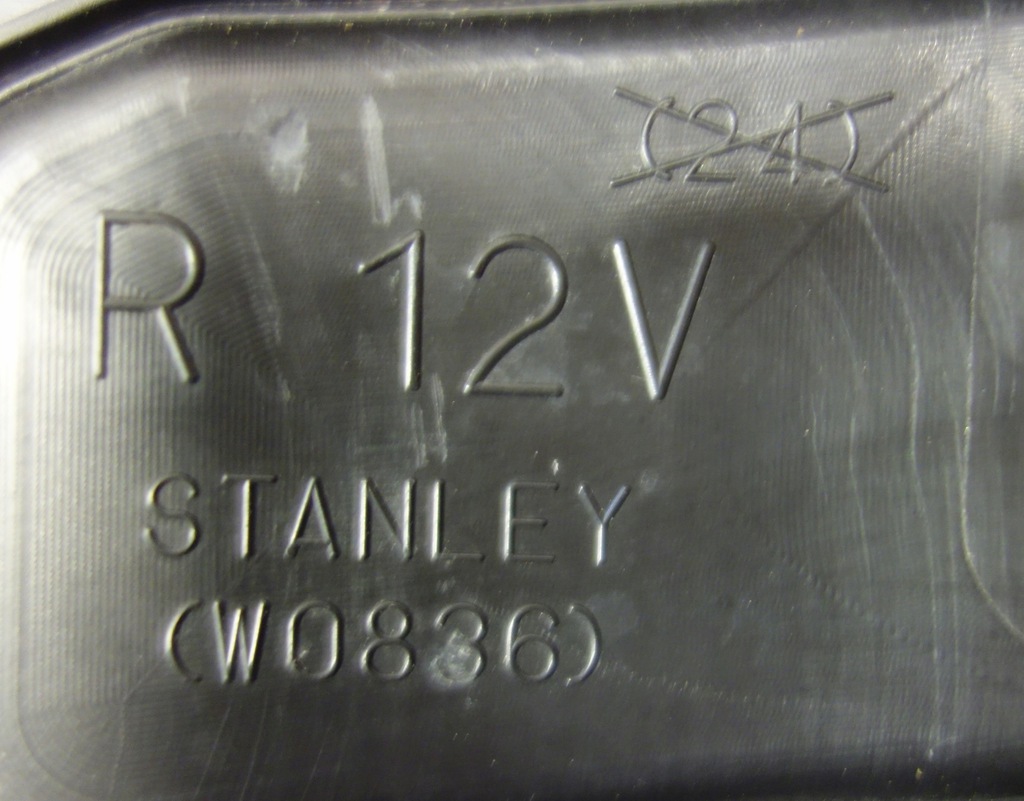 (24)
R 12V
STANLEY
(W0836)